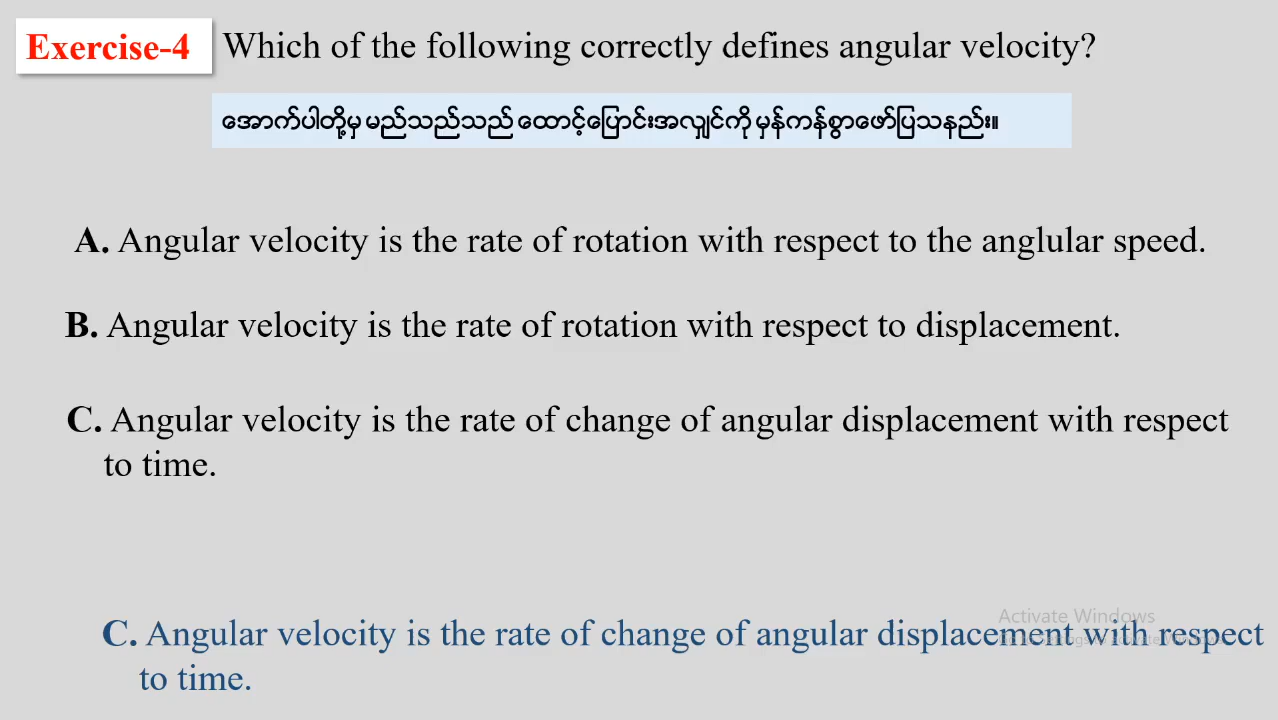 Exercise-4 Which of the following correctly defines angular velocity?
အောက်ပါတို့မှ မည်သည်သည် ထောင့်ပြောင်းအလျှင်ကို မှန်ကန်စွာဖော်ပြသနည်း။
A. Angular velocity is the rate of rotation with respect to the anglular speed.
B. Angular velocity is the rate of rotation with respect to displacement.
C. Angular velocity is the rate of change of angular displacement with respect
to time.
Activate Windows
C. Angular velocity is the rate of change of angular displacement with respect
to time.